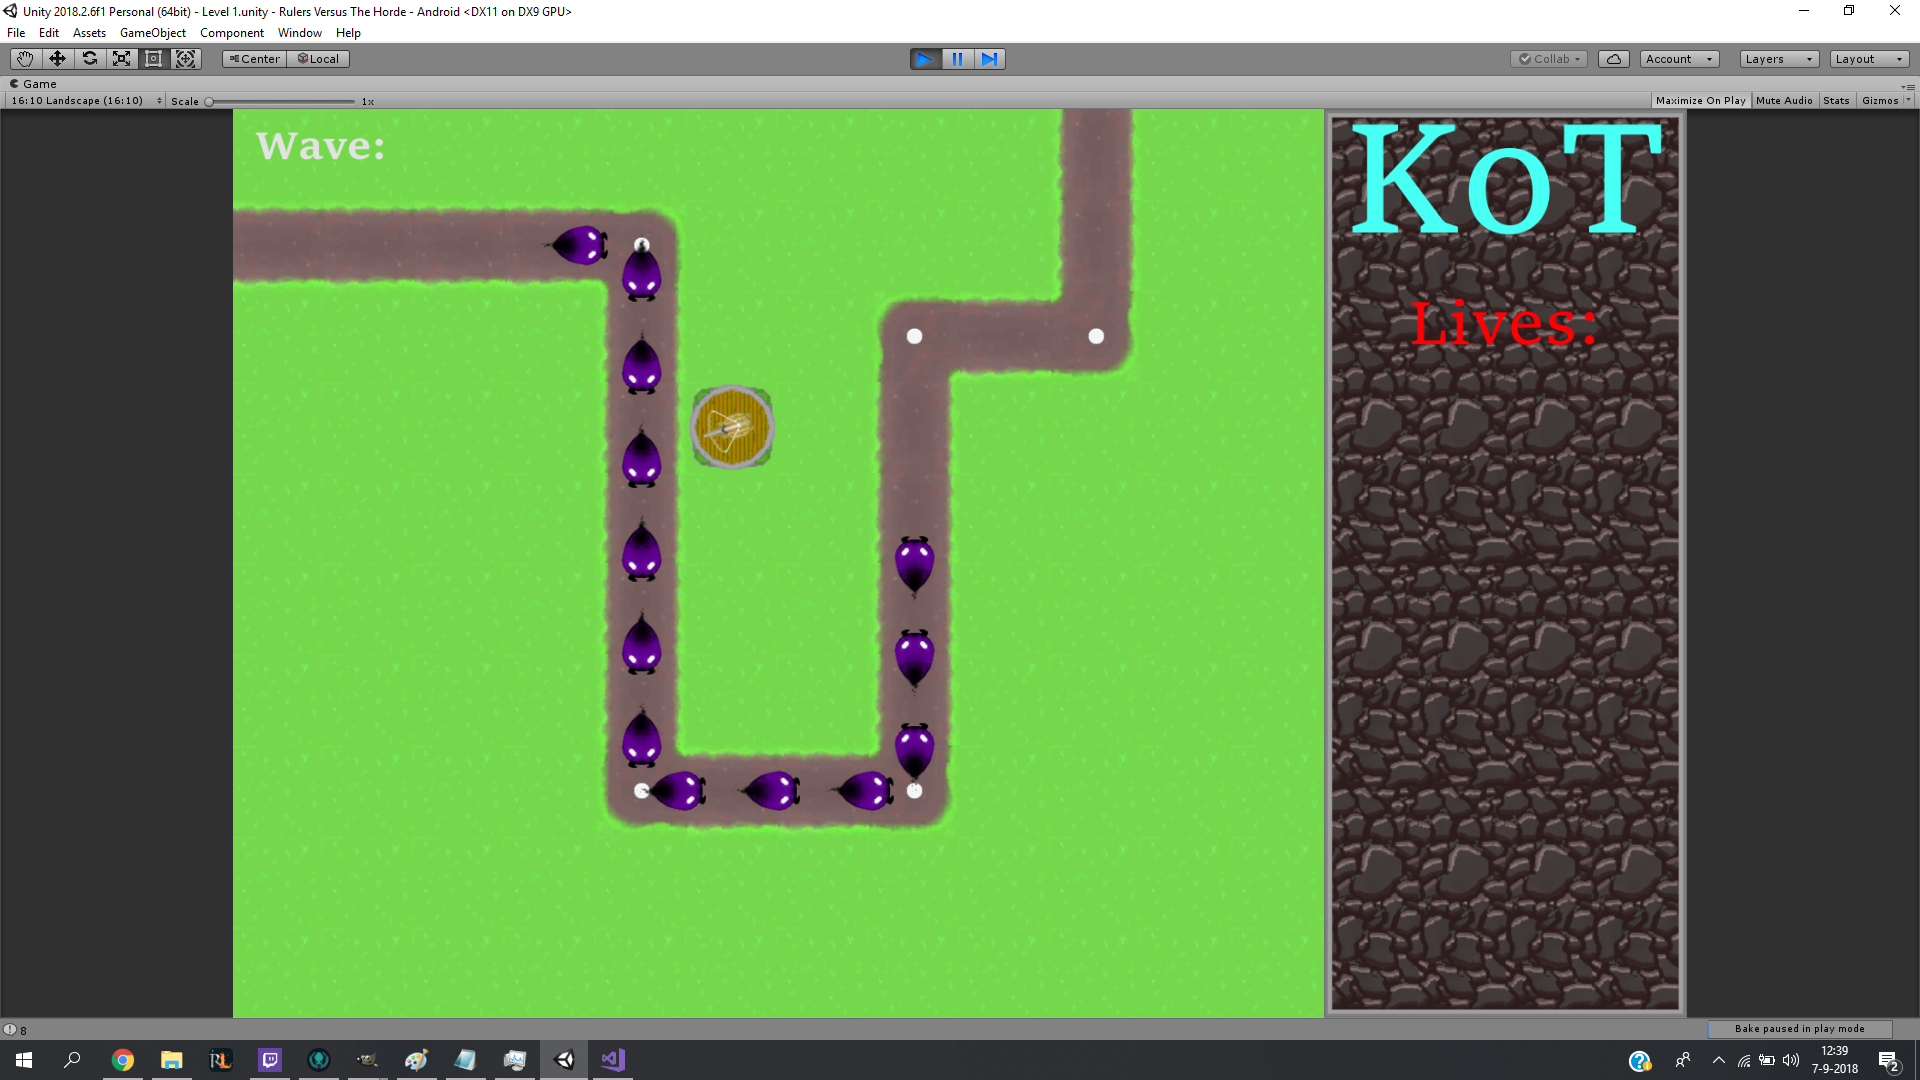 Unity 2018.2.6f1 Personal (64bit) - Level 1.unity - Rulers Versus The Horde - Android <DX11 on DX9 GPU>
File Edit Assets GameObject Component Window Help
Center Local Collab Account Layers Layout
Game
16:10 Landscape (16:10) Scale 1x Maximize On Play Mute Audio Stats Gizmos
Wave:
KoT
Lives:
8 Bake paused in play mode
12:39
7-9-2018
2